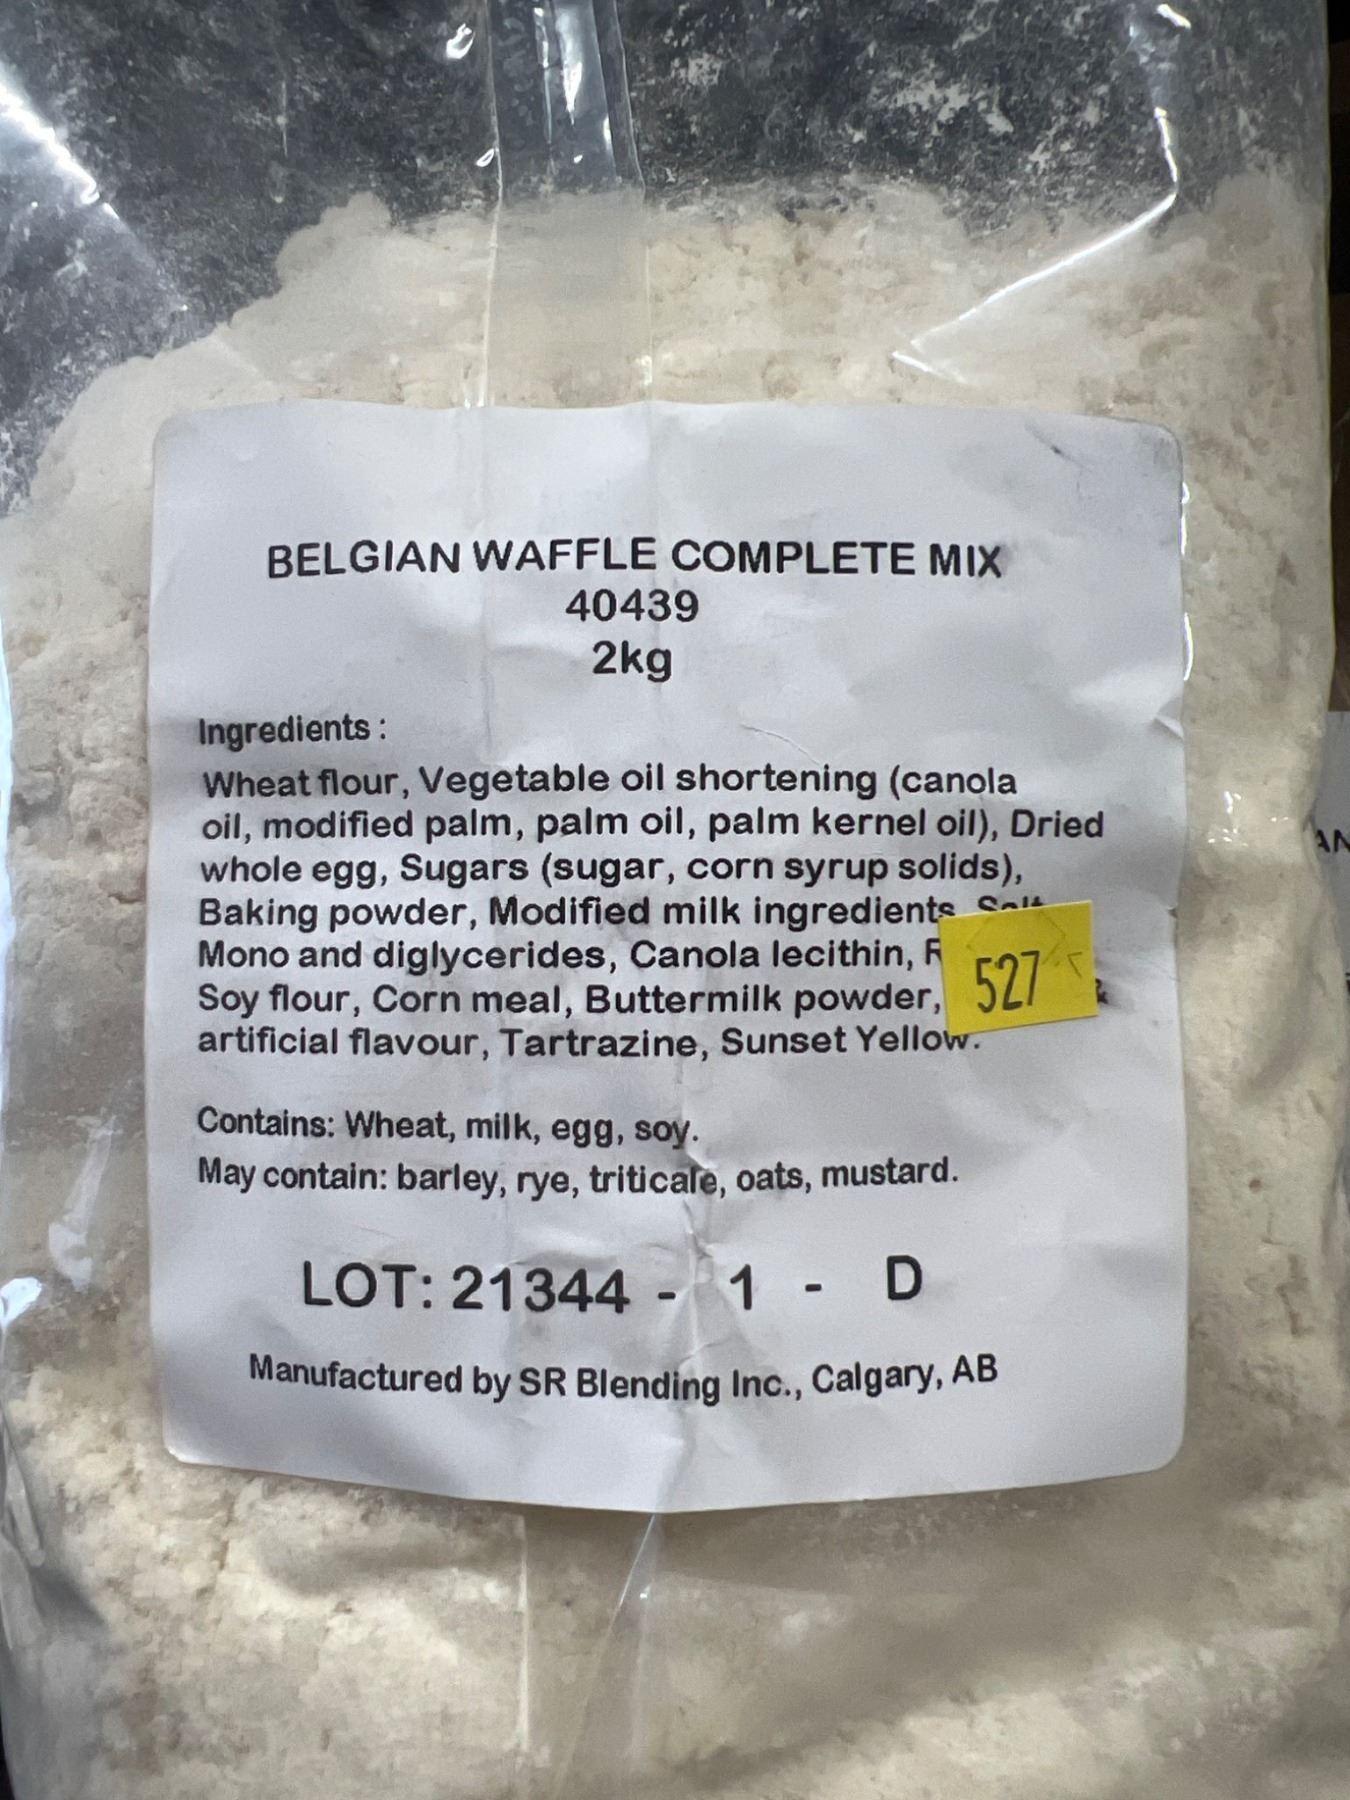 BELGIAN WAFFLE COMPLETE MIX
40439
2kg
Ingredients :
Wheat flour, Vegetable oil shortening (canola
oil, modified palm, palm oil, palm kernel oil), Dried
whole egg, Sugars (sugar, corn syrup solids),
Baking powder, Modified milk ingredients, Salt,
Mono and diglycerides, Canola lecithin,
Soy flour, Corn meal, Buttermilk powder, &
artificial flavour, Tartrazine, Sunset Yellow.
527
Contains: Wheat, milk, egg, soy.
May contain: barley, rye, triticale, oats, mustard.
LOT: 21344 - 1 - D
Manufactured by SR Blending Inc., Calgary, AB